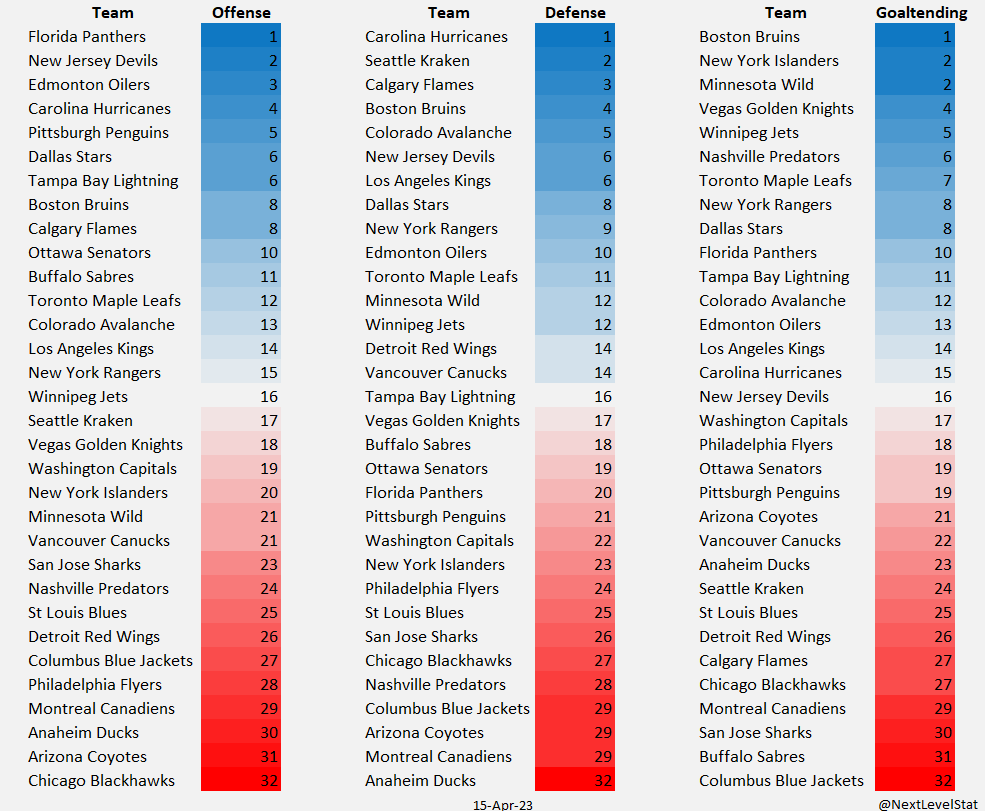 Team Offense Team Defense Team Goaltending
Florida Panthers 1 Carolina Hurricanes 1 Boston Bruins 1
New Jersey Devils 2 Seattle Kraken 2 New York Islanders 2
Edmonton Oilers 3 Calgary Flames 3 Minnesota Wild 2
Carolina Hurricanes 4 Boston Bruins 4 Vegas Golden Knights 4
Pittsburgh Penguins 5 Colorado Avalanche 5 Winnipeg Jets 5
Dallas Stars 6 New Jersey Devils 6 Nashville Predators 6
Tampa Bay Lightning 6 Los Angeles Kings 6 Toronto Maple Leafs 7
Boston Bruins 8 Dallas Stars 8 New York Rangers 8
Calgary Flames 8 New York Rangers 9 Dallas Stars 8
Ottawa Senators 10 Edmonton Oilers 10 Florida Panthers 10
Buffalo Sabres 11 Toronto Maple Leafs 11 Tampa Bay Lightning 11
Toronto Maple Leafs 12 Minnesota Wild 12 Colorado Avalanche 12
Colorado Avalanche 13 Winnipeg Jets 12 Edmonton Oilers 13
Los Angeles Kings 14 Detroit Red Wings 14 Los Angeles Kings 14
New York Rangers 15 Vancouver Canucks 14 Carolina Hurricanes 15
Winnipeg Jets 16 Tampa Bay Lightning 16 New Jersey Devils 16
Seattle Kraken 17 Vegas Golden Knights 17 Washington Capitals 17
Vegas Golden Knights 18 Buffalo Sabres 18 Philadelphia Flyers 18
Washington Capitals 19 Ottawa Senators 19 Ottawa Senators 19
New York Islanders 20 Florida Panthers 20 Pittsburgh Penguins 19
Minnesota Wild 21 Pittsburgh Penguins 21 Arizona Coyotes 21
Vancouver Canucks 21 Washington Capitals 22 Vancouver Canucks 22
San Jose Sharks 23 New York Islanders 23 Anaheim Ducks 23
Nashville Predators 24 Philadelphia Flyers 24 Seattle Kraken 24
St Louis Blues 25 St Louis Blues 25 St Louis Blues 25
Detroit Red Wings 26 San Jose Sharks 26 Detroit Red Wings 26
Columbus Blue Jackets 27 Chicago Blackhawks 27 Calgary Flames 27
Philadelphia Flyers 28 Nashville Predators 28 Chicago Blackhawks 27
Montreal Canadiens 29 Columbus Blue Jackets 29 Montreal Canadiens 29
Anaheim Ducks 30 Arizona Coyotes 29 San Jose Sharks 30
Arizona Coyotes 31 Montreal Canadiens 29 Buffalo Sabres 31
Chicago Blackhawks 32 Anaheim Ducks 32 Columbus Blue Jackets 32
15-Apr-23 @NextLevelStat